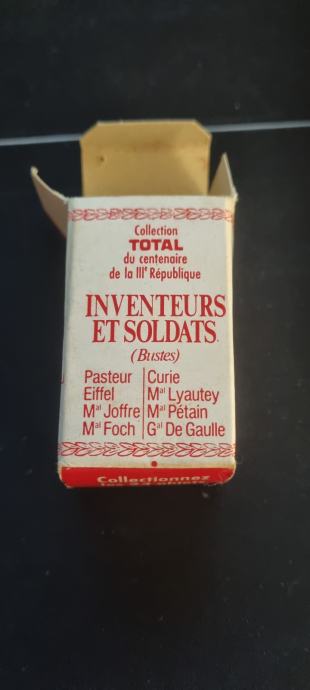 Collection
TOTAL
du centenaire
de la IIIe République
INVENTEURS
ET SOLDATS
(Bustes)
Pasteur | Curie
Eiffel | Mal Lyautey
Mal Joffre | Mal Pétain
Mal Foch | Gal De Gaulle
Collectionnez